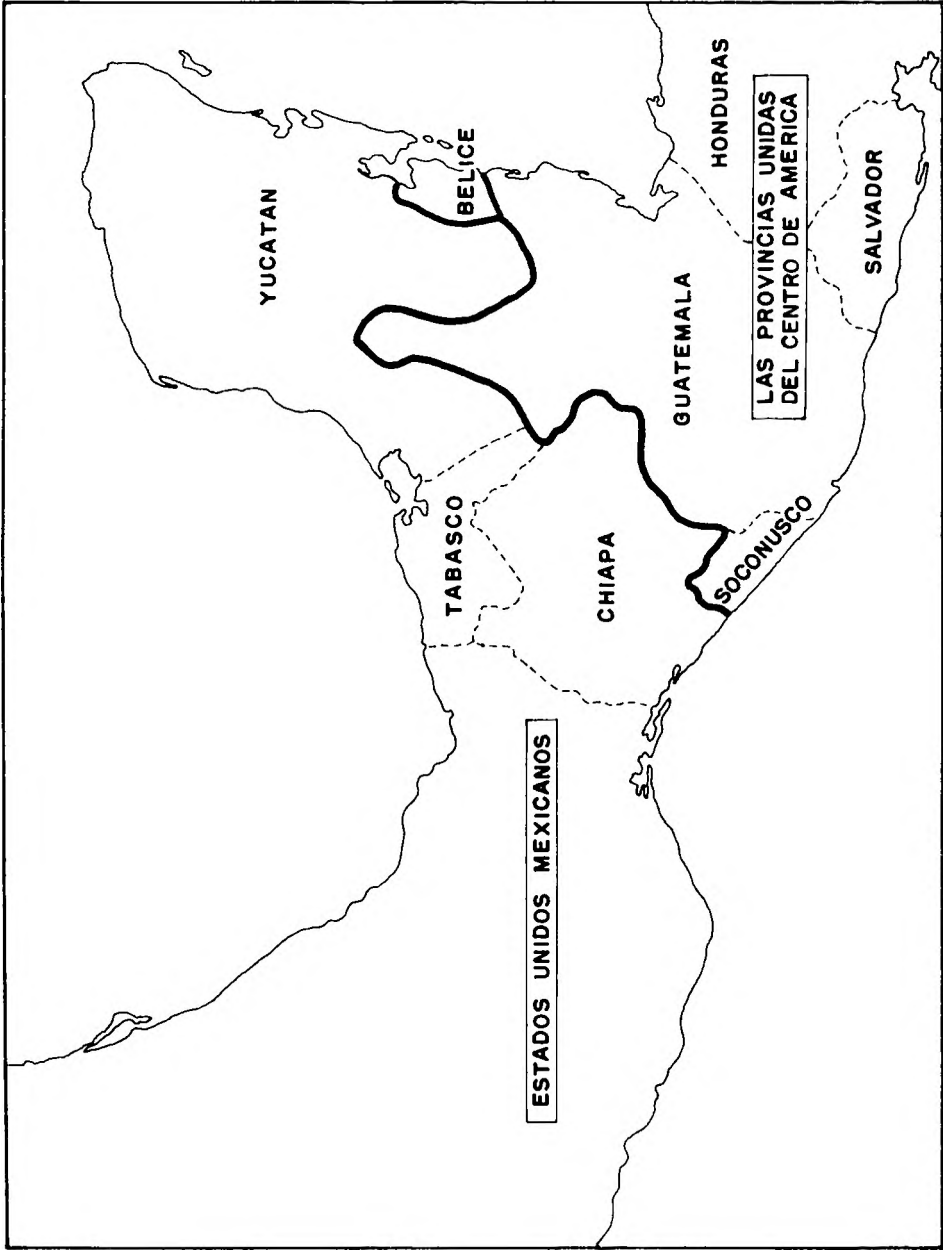 YUCATAN
BELICE
TABASCO
CHIAPA
GUATEMALA
HONDURAS
ESTADOS UNIDOS MEXICANOS
LAS PROVINCIAS UNIDAS
DEL CENTRO DE AMERICA
SOCONUSCO
SALVADOR